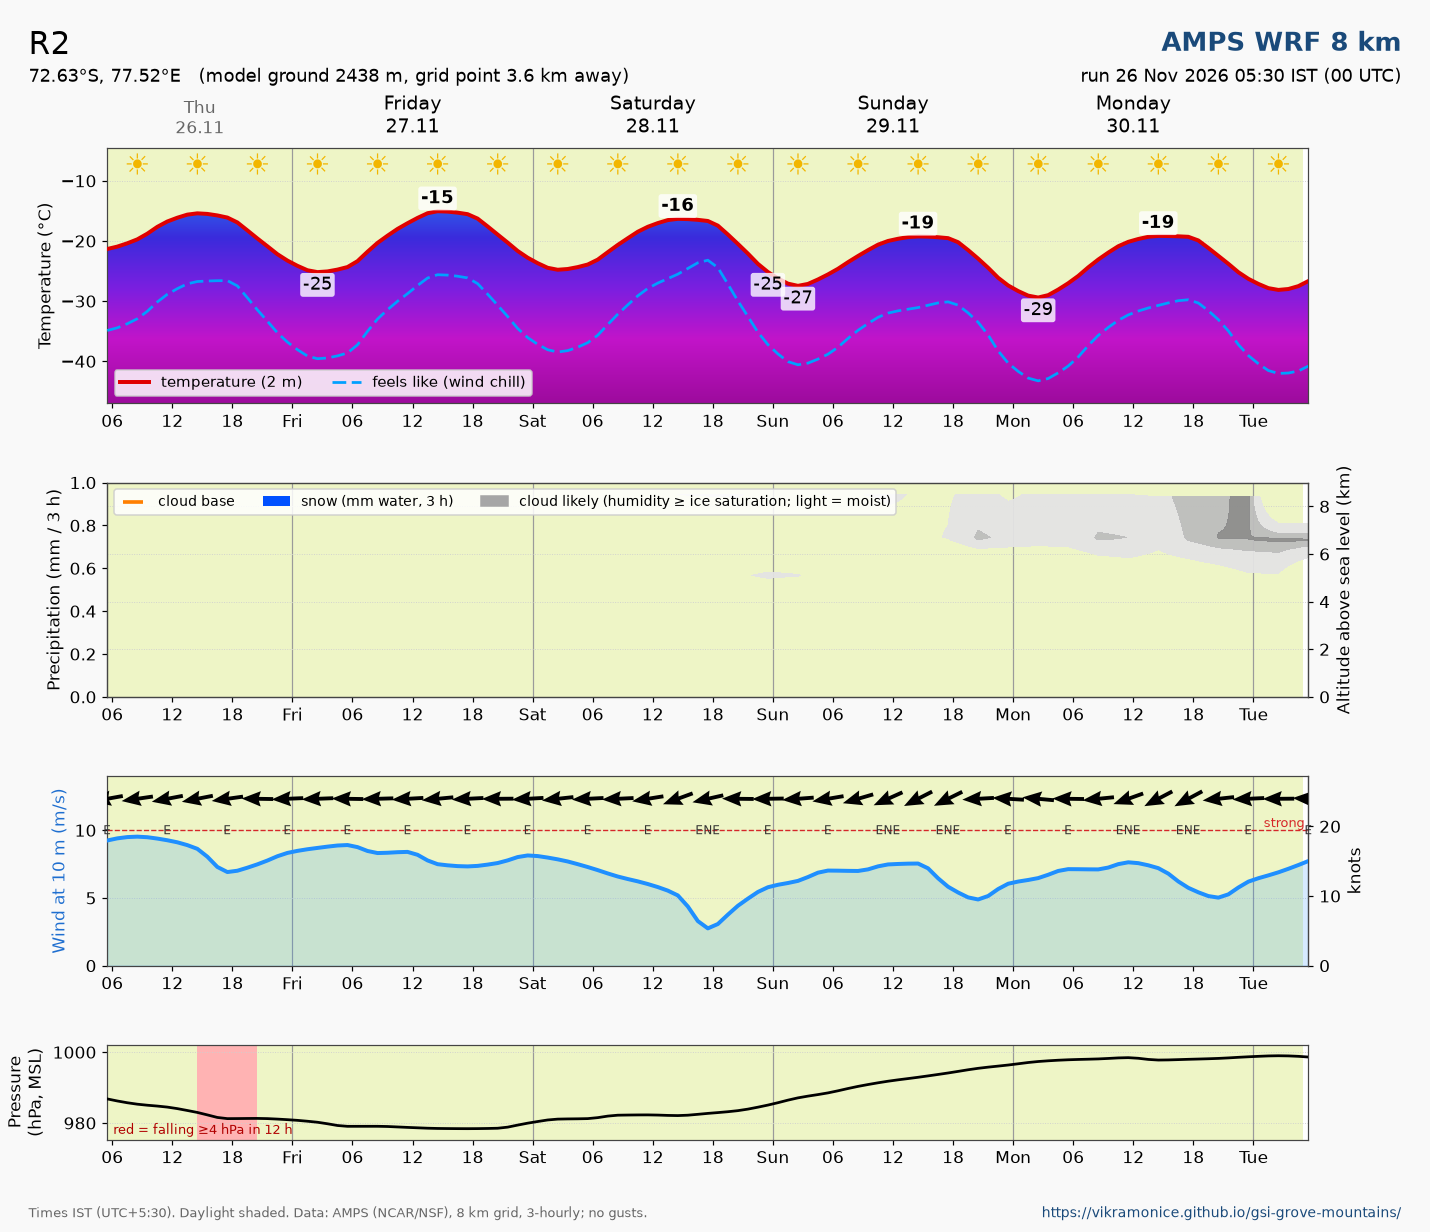 R2
AMPS WRF 8 km
72.63°S, 77.52°E (model ground 2438 m, grid point 3.6 km away)
run 26 Nov 2026 05:30 IST (00 UTC)
Thu Friday Saturday Sunday Monday
26.11 27.11 28.11 29.11 30.11
Temperature (°C)
−10
−20
−30
−40
-15 -16 -19 -19
-25 -25 -27 -29
temperature (2 m) feels like (wind chill)
06 12 18 Fri 06 12 18 Sat 06 12 18 Sun 06 12 18 Mon 06 12 18 Tue
Precipitation (mm / 3 h)
1.0
0.8
0.6
0.4
0.2
0.0
cloud base snow (mm water, 3 h) cloud likely (humidity ≥ ice saturation; light = moist)
8
6
4
2
0
Altitude above sea level (km)
06 12 18 Fri 06 12 18 Sat 06 12 18 Sun 06 12 18 Mon 06 12 18 Tue
Wind at 10 m (m/s)
10
5
0
strong
E E E E E E E E E E ENE E E ENE ENE E E ENE ENE E E
20
10
0
knots
06 12 18 Fri 06 12 18 Sat 06 12 18 Sun 06 12 18 Mon 06 12 18 Tue
Pressure
(hPa, MSL)
1000
980
red = falling ≥4 hPa in 12 h
06 12 18 Fri 06 12 18 Sat 06 12 18 Sun 06 12 18 Mon 06 12 18 Tue
Times IST (UTC+5:30). Daylight shaded. Data: AMPS (NCAR/NSF), 8 km grid, 3-hourly; no gusts.
https://vikramonice.github.io/gsi-grove-mountains/